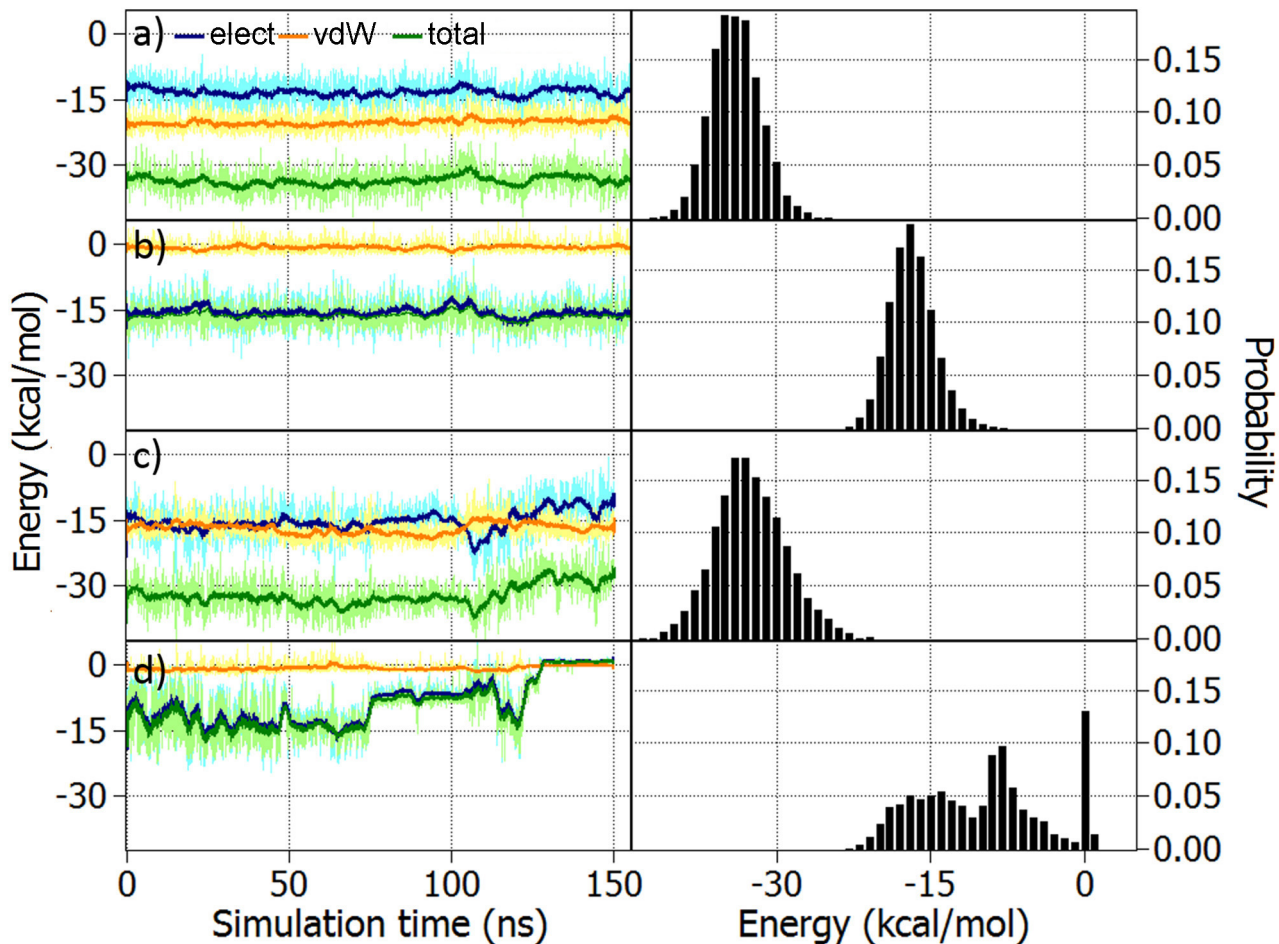 a) elect vdW total
0
-15
-30
b)
0
-15
-30
c)
0
-15
-30
d)
0
-15
-30
Energy (kcal/mol)
0 50 100 150
Simulation time (ns)
0.15
0.10
0.05
0.00
0.15
0.10
0.05
0.00
0.15
0.10
0.05
0.00
0.15
0.10
0.05
0.00
Probability
-30 -15 0
Energy (kcal/mol)